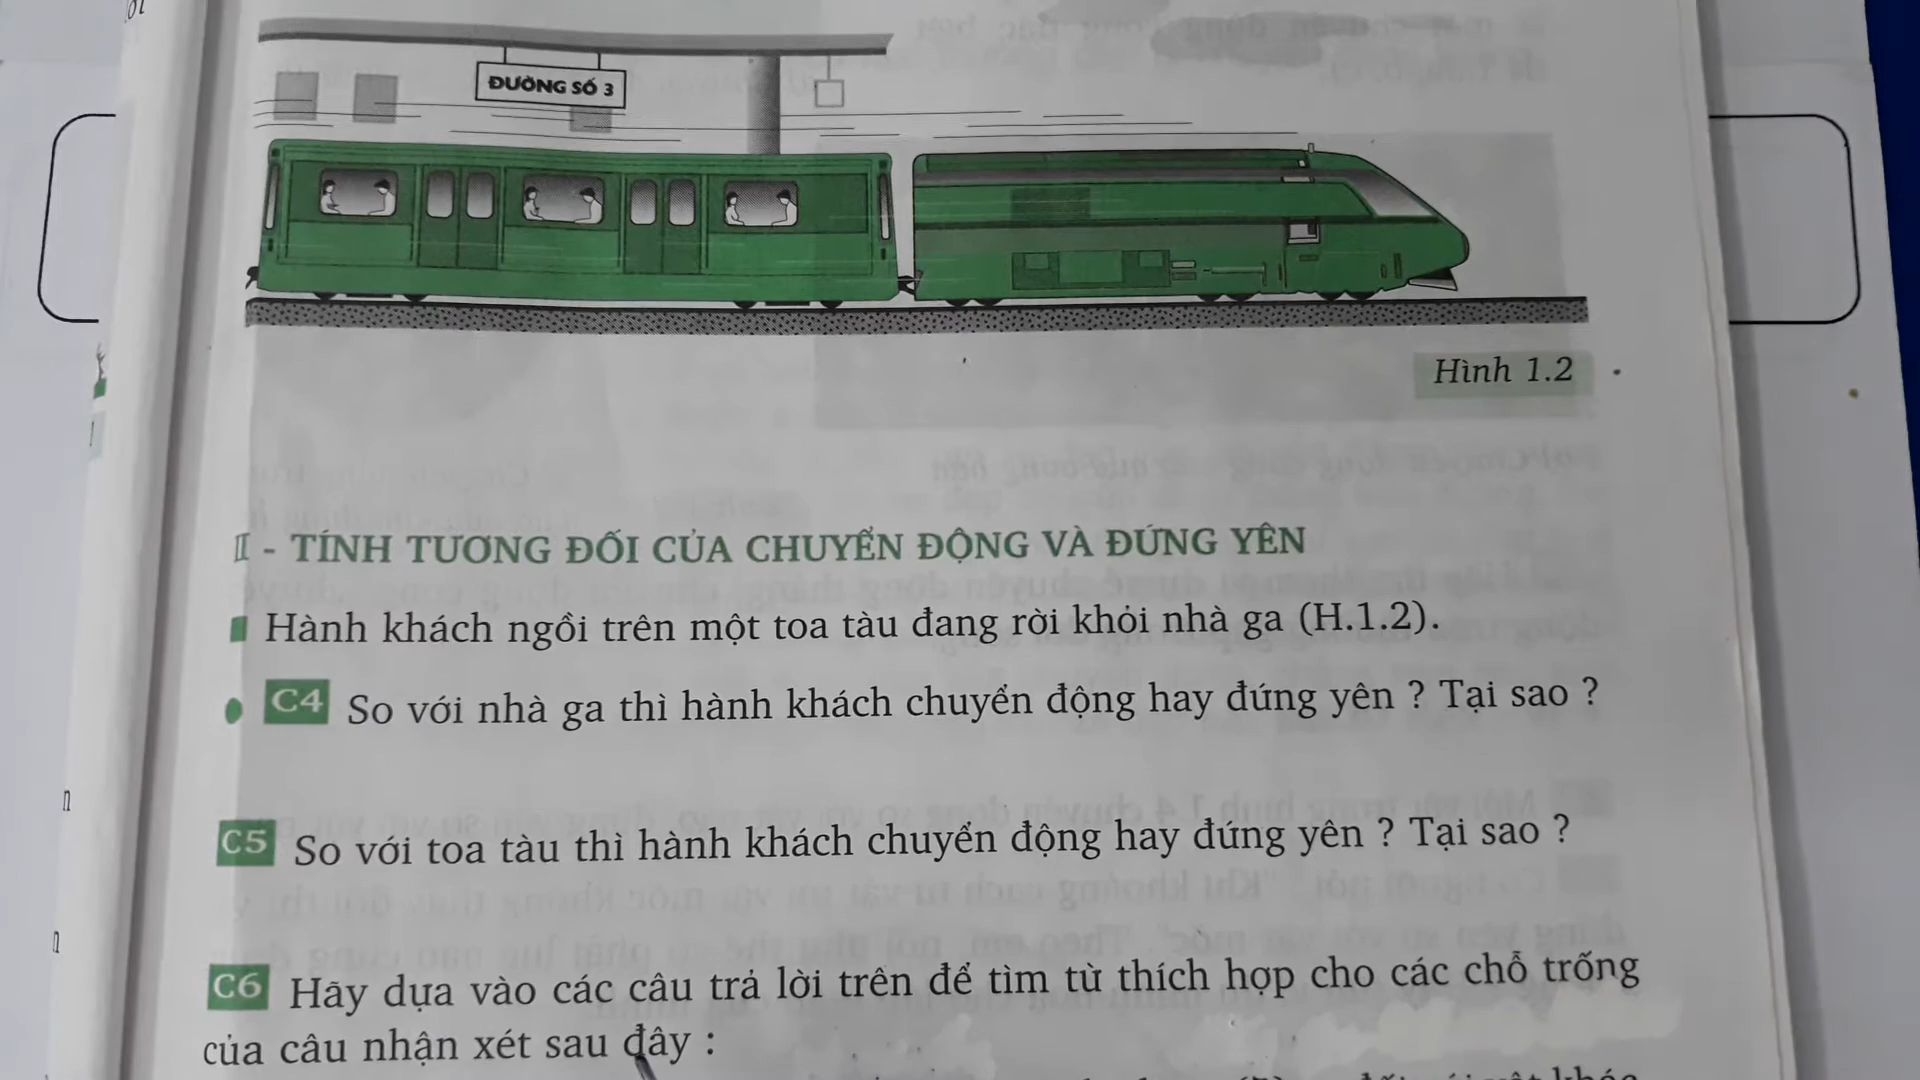 ĐƯỜNG SỐ 3
Hình 1.2
II - TÍNH TƯƠNG ĐỐI CỦA CHUYỂN ĐỘNG VÀ ĐỨNG YÊN
Hành khách ngồi trên một toa tàu đang rời khỏi nhà ga (H.1.2).
C4 So với nhà ga thì hành khách chuyển động hay đứng yên ? Tại sao ?
C5 So với toa tàu thì hành khách chuyển động hay đứng yên ? Tại sao ?
C6 Hãy dựa vào các câu trả lời trên để tìm từ thích hợp cho các chỗ trống
của câu nhận xét sau đây :